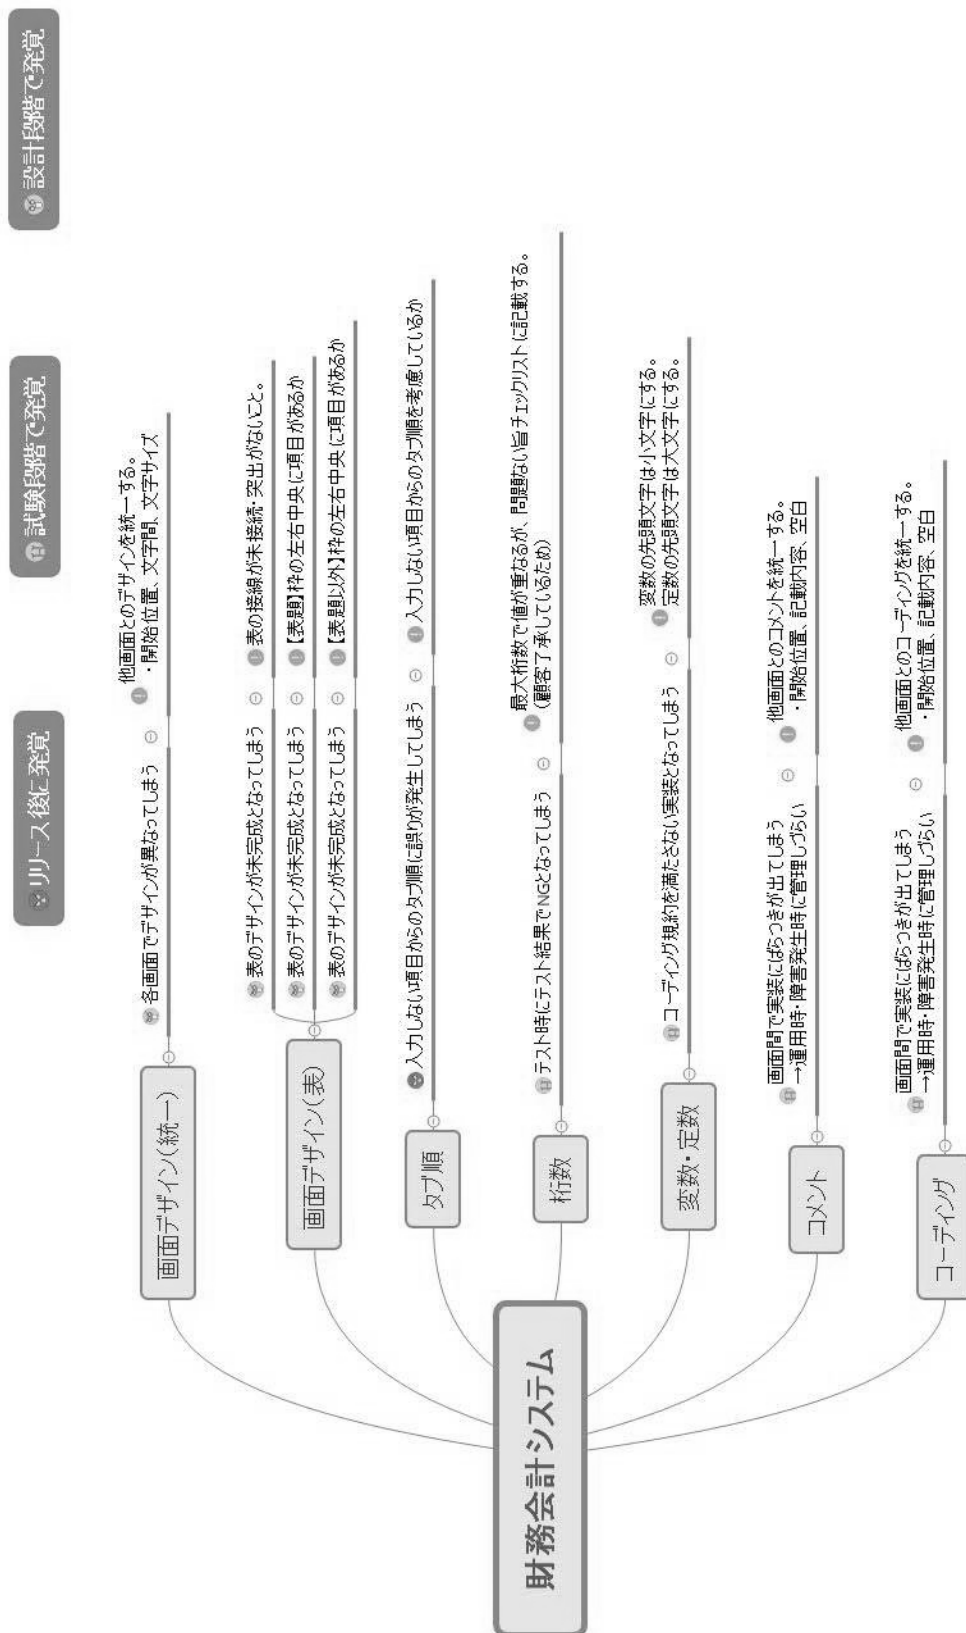 リリース後に発覚
試験段階で発覚
設計段階で発覚
財務会計システム
画面デザイン(統一)
各画面でデザインが異なってしまう
他画面とのデザインを統一する。
・開始位置、文字間、文字サイズ
画面デザイン(表)
表のデザインが未完成となってしまう
表の接線が未接続・突出がないこと。
表のデザインが未完成となってしまう
【表題】枠の左右中央に項目があるか
表のデザインが未完成となってしまう
【表題以外】枠の左右中央に項目があるか
タブ順
入力しない項目からのタブ順に誤りが発生してしまう
入力しない項目からのタブ順を考慮しているか
桁数
テスト時にテスト結果でNGとなってしまう
最大桁数で値が重なるが、問題ない旨チェックリストに記載する。
(顧客了承しているため)
変数・定数
コーディング規約を満たさない実装となってしまう
変数の先頭文字は小文字にする。
定数の先頭文字は大文字にする。
コメント
画面間で実装にばらつきが出てしまう
→運用時・障害発生時に管理しづらい
他画面とのコメントを統一する。
・開始位置、記載内容、空白
コーディング
画面間で実装にばらつきが出てしまう
→運用時・障害発生時に管理しづらい
他画面とのコーディングを統一する。
・開始位置、記載内容、空白